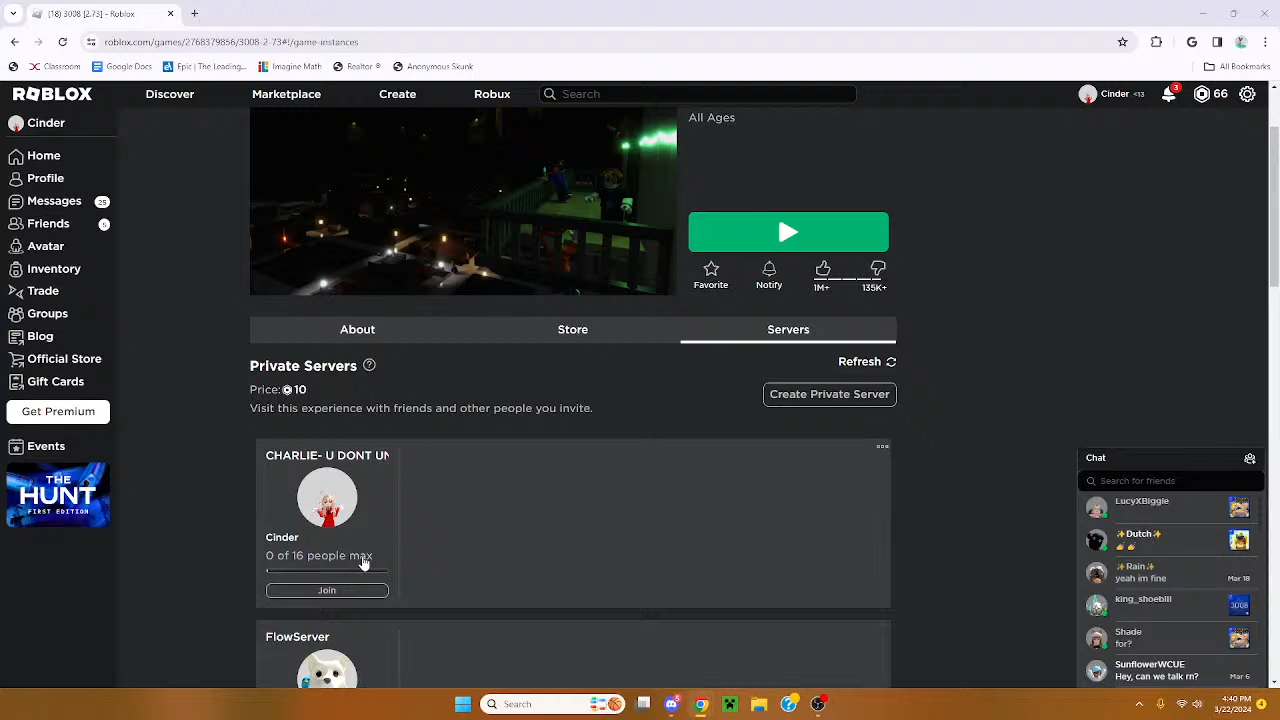 (18) 3008 [2.73] - Roblox
roblox.com/games/2768379856/3008-2-73#!/game-instances
Classroom
Google Docs
Epic | The Leading...
Imagine Math
Realtor ®
Anonymous Skunk
All Bookmarks
ROBLOX
Discover
Marketplace
Create
Robux
Search
Cinder <13
3
66
Cinder
Home
Profile
Messages 25
Friends 5
Avatar
Inventory
Trade
Groups
Blog
Official Store
Gift Cards
Get Premium
Events
THE
HUNT
FIRST EDITION
All Ages
Favorite
Notify
1M+
135K+
About
Store
Servers
Private Servers
Refresh
Price: 10
Create Private Server
Visit this experience with friends and other people you invite.
CHARLIE- U DONT UN
Cinder
0 of 16 people max
Join
FlowServer
Chat
Search for friends
LucyXBiggle
✨Dutch✨
✨Rain✨
yeah im fine
Mar 18
king_shoebill
3008
Shade
for?
SunflowerWCUE
Hey, can we talk rn?
Mar 6
Search
5
4:40 PM
3/22/2024
4